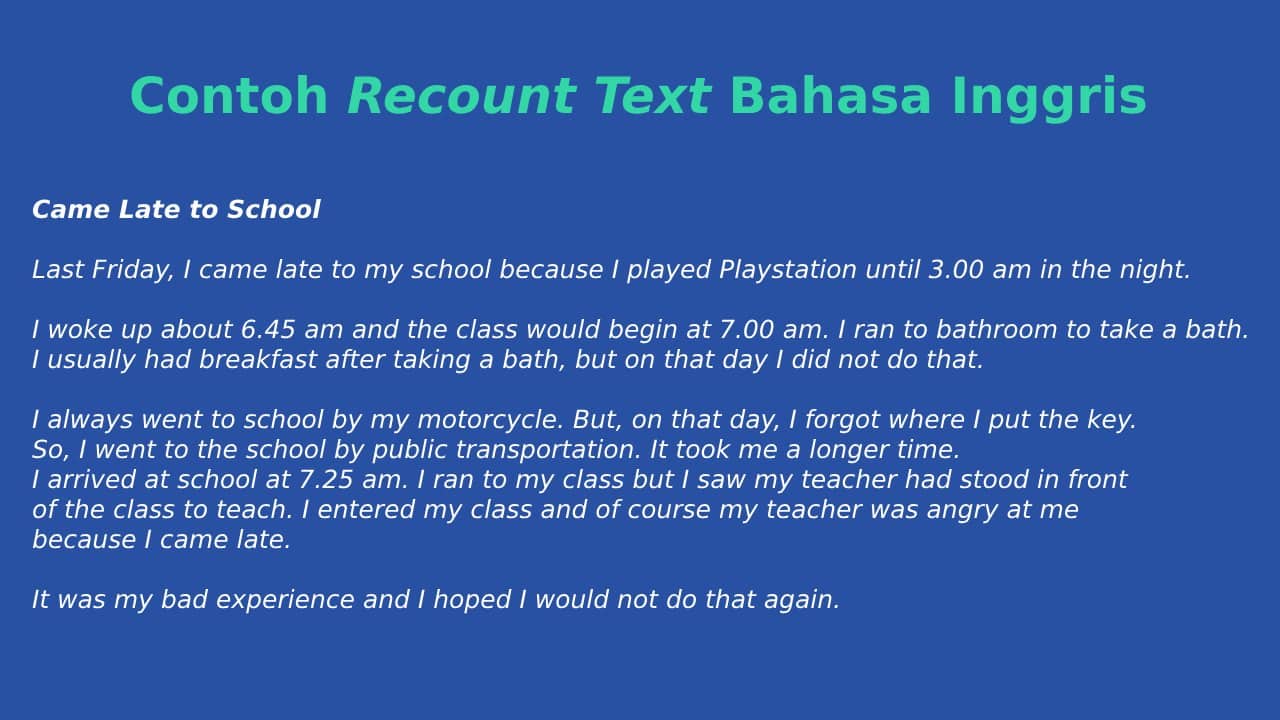 Contoh Recount Text Bahasa Inggris
Came Late to School
Last Friday, I came late to my school because I played Playstation until 3.00 am in the night.
I woke up about 6.45 am and the class would begin at 7.00 am. I ran to bathroom to take a bath.
I usually had breakfast after taking a bath, but on that day I did not do that.
I always went to school by my motorcycle. But, on that day, I forgot where I put the key.
So, I went to the school by public transportation. It took me a longer time.
I arrived at school at 7.25 am. I ran to my class but I saw my teacher had stood in front
of the class to teach. I entered my class and of course my teacher was angry at me
because I came late.
It was my bad experience and I hoped I would not do that again.